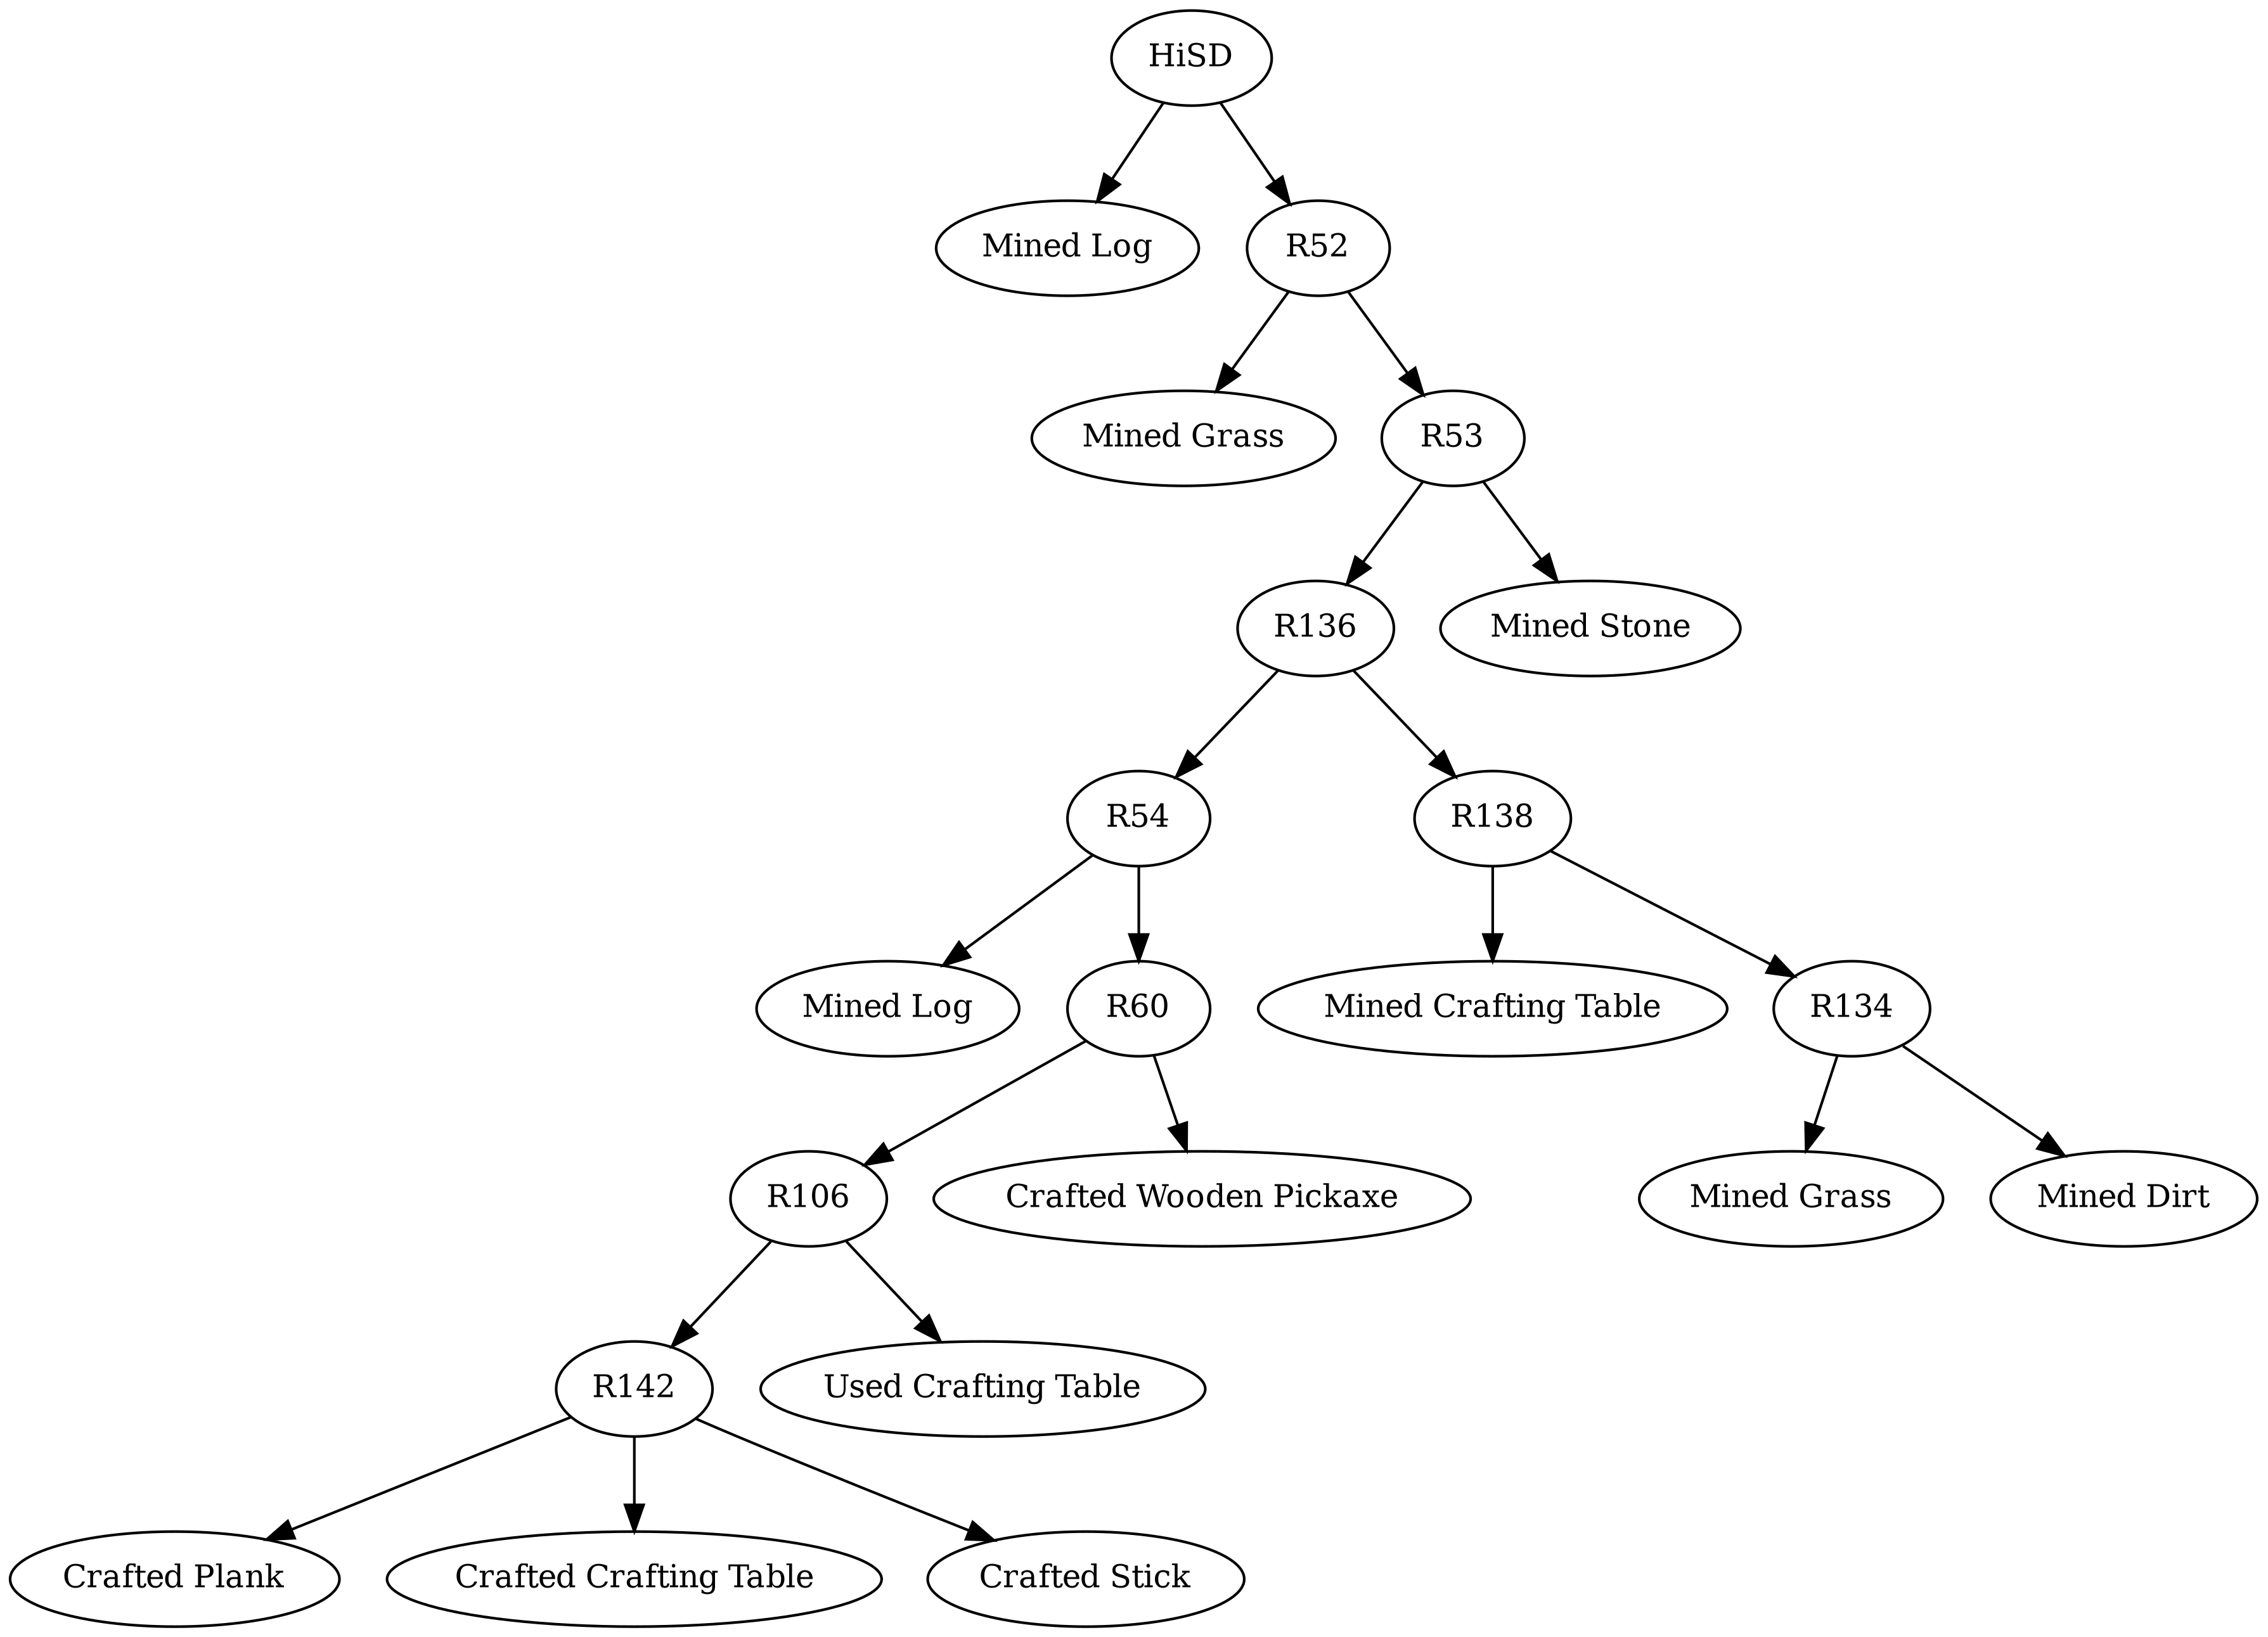 HiSD
Mined Log
R52
Mined Grass
R53
R136
Mined Stone
R54
R138
Mined Log
R60
Mined Crafting Table
R134
R106
Crafted Wooden Pickaxe
Mined Grass
Mined Dirt
R142
Used Crafting Table
Crafted Plank
Crafted Crafting Table
Crafted Stick